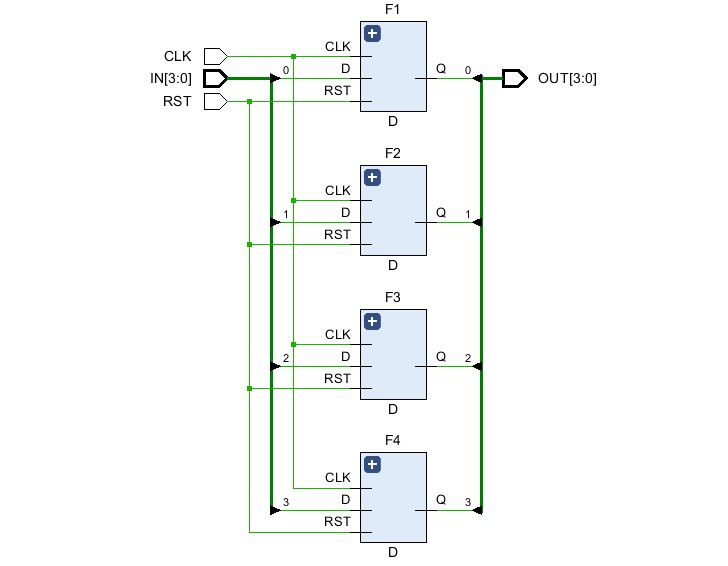 F1
CLK CLK
IN[3:0] 0 D Q 0 OUT[3:0]
RST RST
D
F2
CLK
1 D Q 1
RST
D
F3
CLK
2 D Q 2
RST
D
F4
CLK
3 D Q 3
RST
D